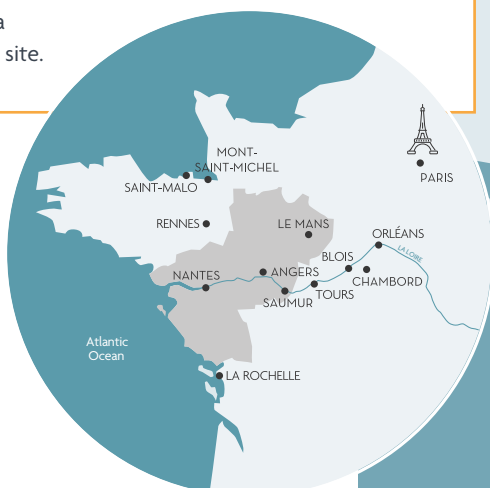 a
site.
MONT-
SAINT-MICHEL
SAINT-MALO
PARIS
RENNES
LE MANS
ORLÉANS
LA LOIRE
BLOIS
NANTES
ANGERS
CHAMBORD
SAUMUR
TOURS
Atlantic
Ocean
LA ROCHELLE